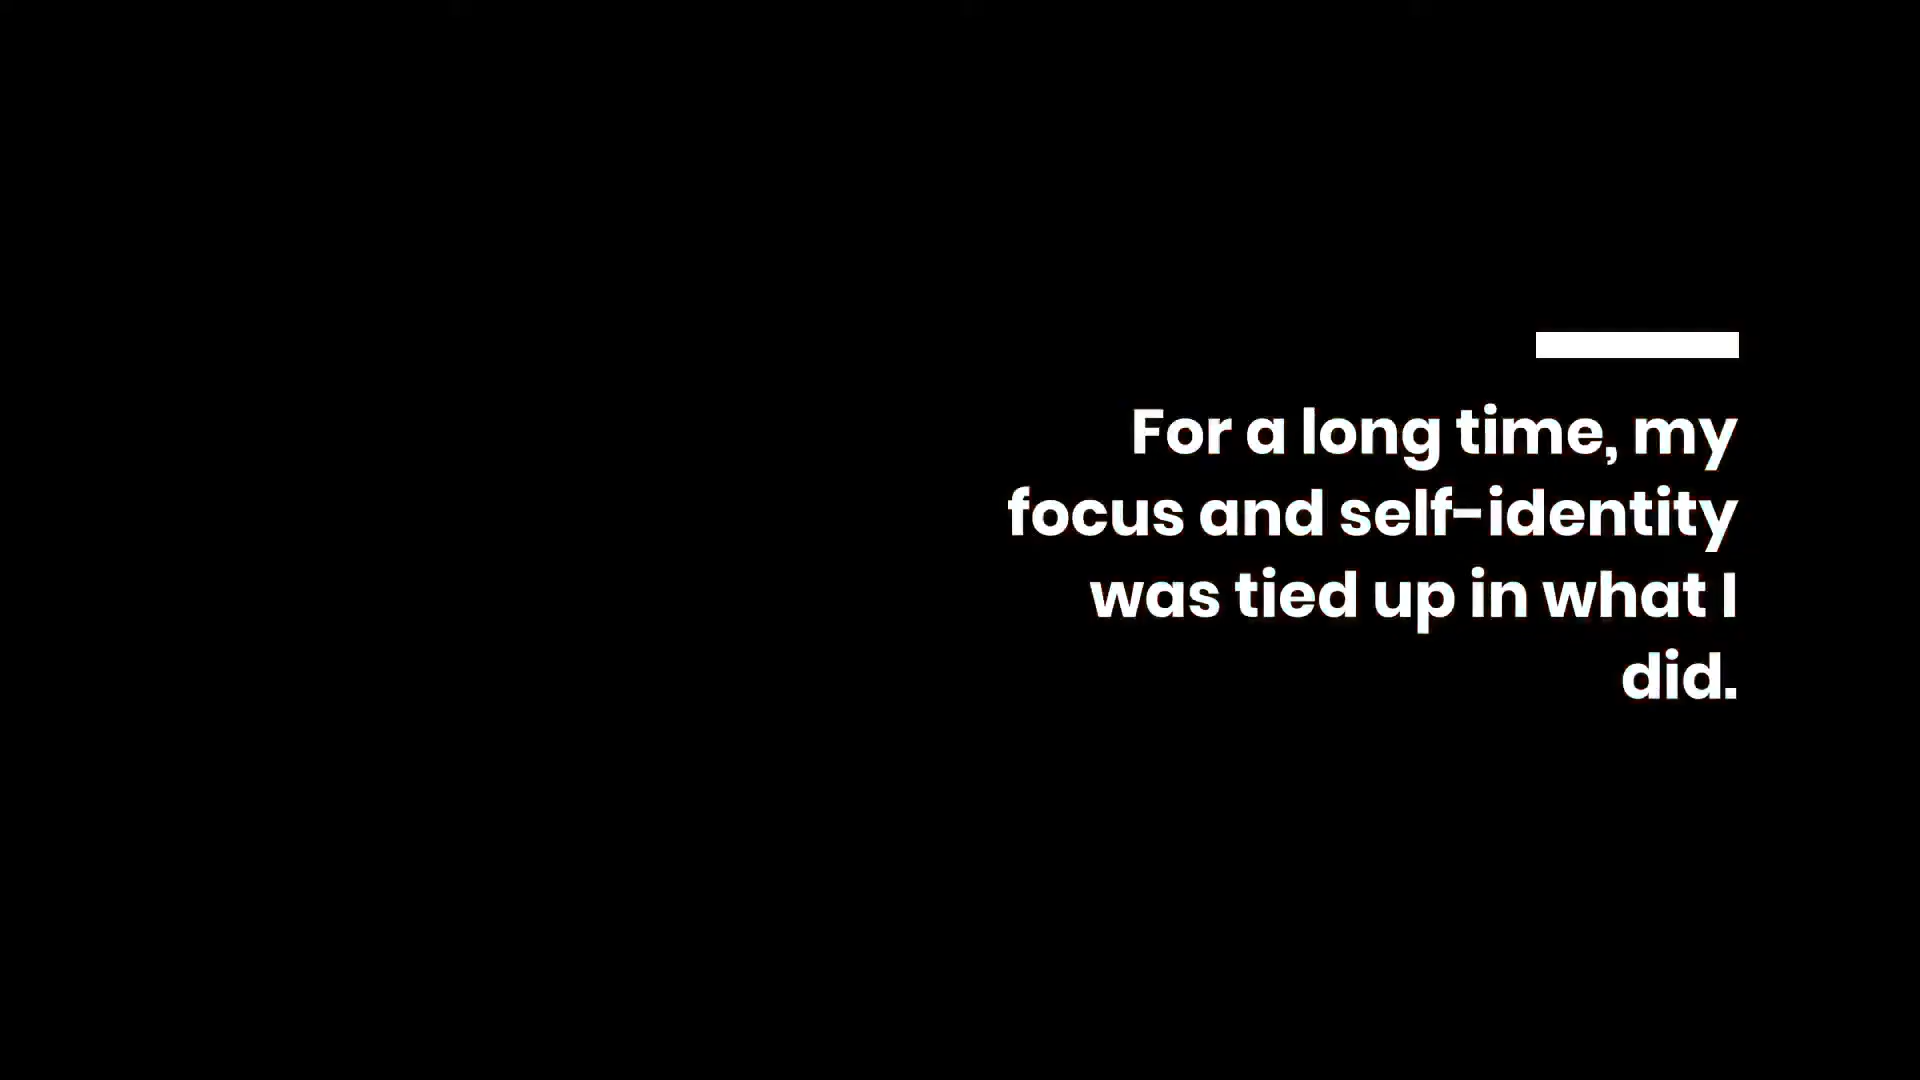 For a long time, my
focus and self-identity
was tied up in what I
did.